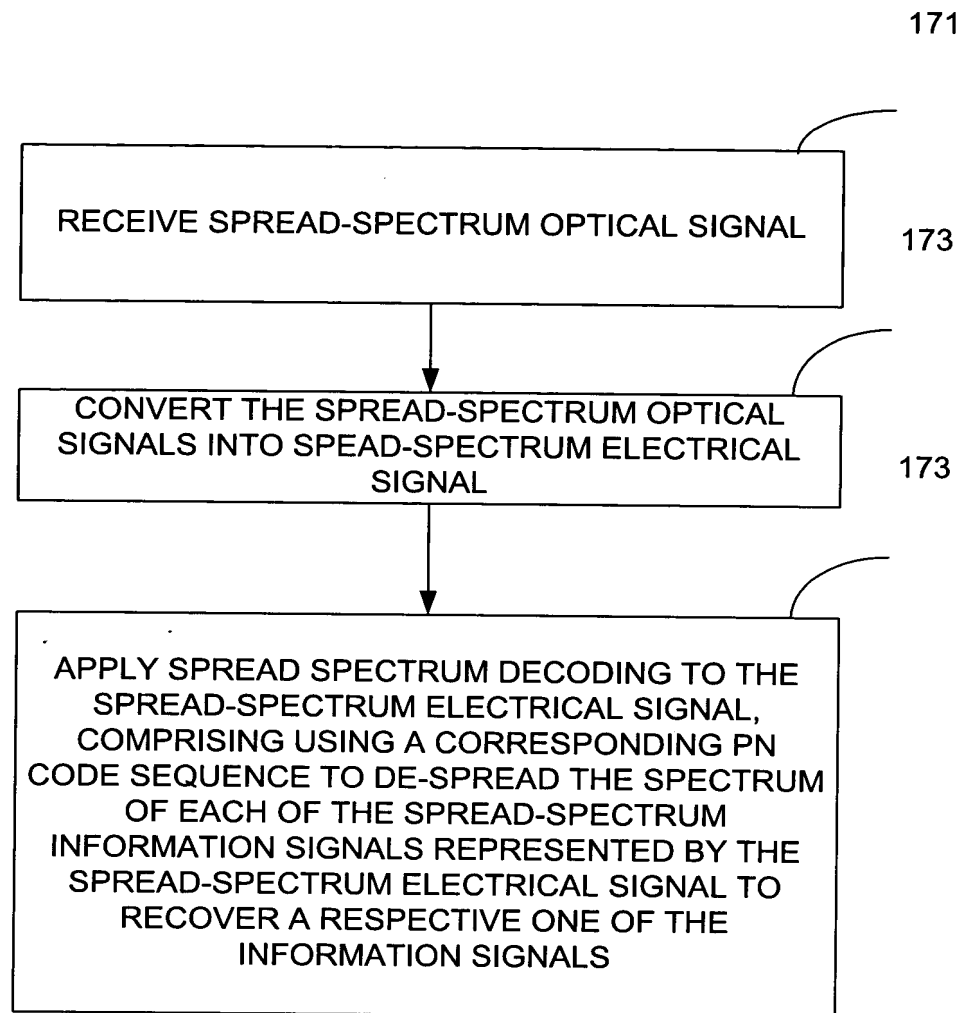 171
RECEIVE SPREAD-SPECTRUM OPTICAL SIGNAL
173
CONVERT THE SPREAD-SPECTRUM OPTICAL
SIGNALS INTO SPEAD-SPECTRUM ELECTRICAL
SIGNAL
173
APPLY SPREAD SPECTRUM DECODING TO THE
SPREAD-SPECTRUM ELECTRICAL SIGNAL,
COMPRISING USING A CORRESPONDING PN
CODE SEQUENCE TO DE-SPREAD THE SPECTRUM
OF EACH OF THE SPREAD-SPECTRUM
INFORMATION SIGNALS REPRESENTED BY THE
SPREAD-SPECTRUM ELECTRICAL SIGNAL TO
RECOVER A RESPECTIVE ONE OF THE
INFORMATION SIGNALS